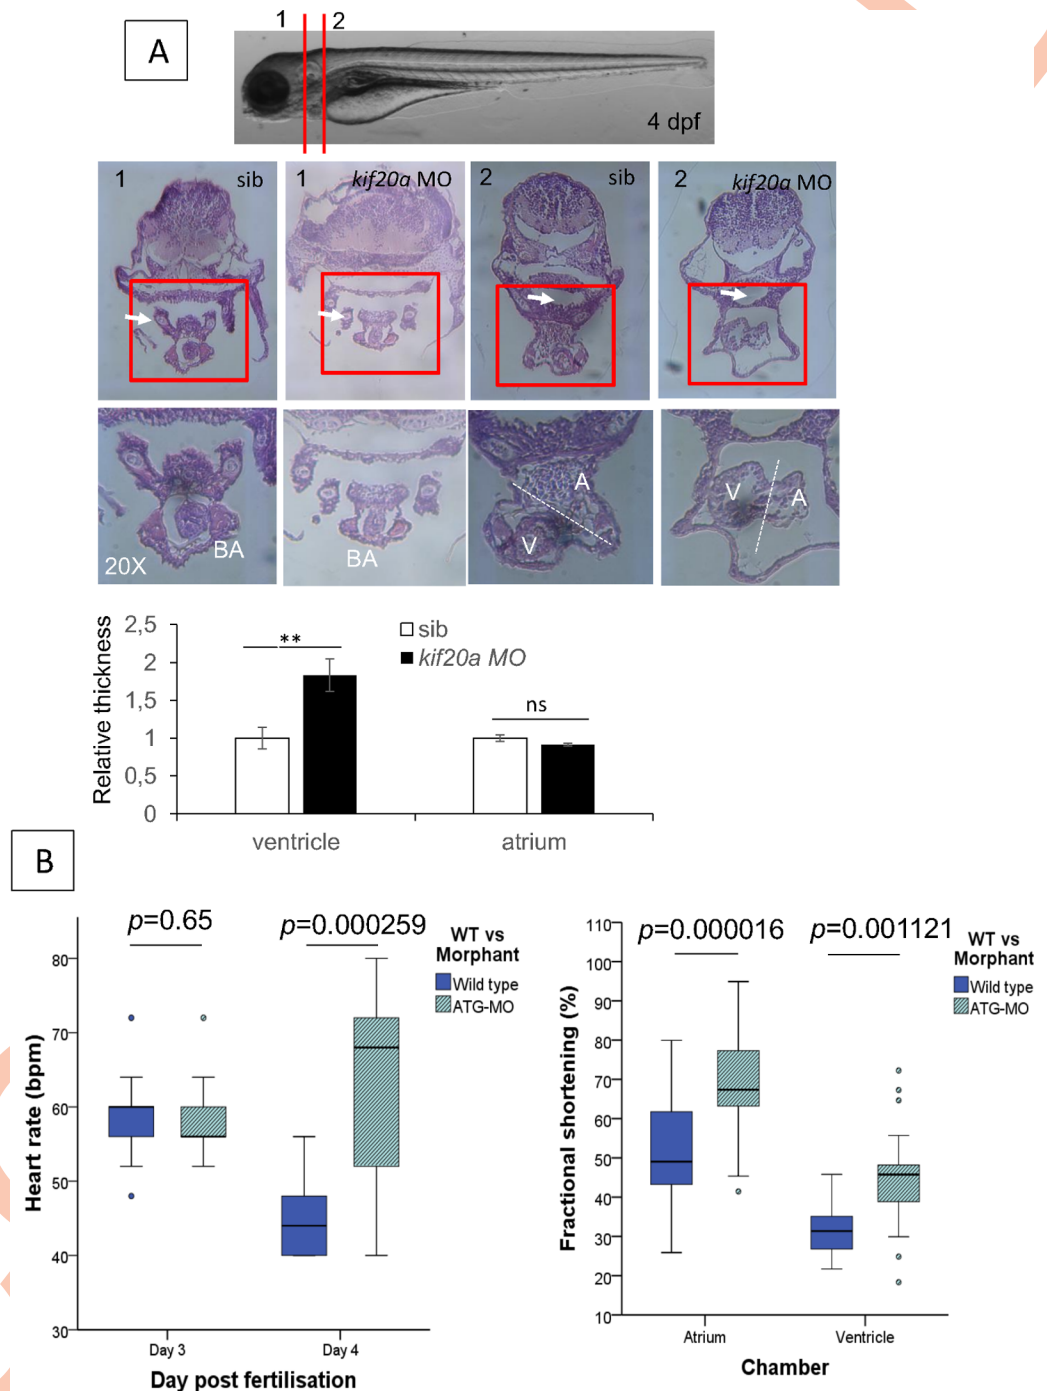 A
1 2
4 dpf
1 sib
1 kif20a MO
2 sib
2 kif20a MO
20X
BA
BA
A
V
V
A
Relative thickness
2,5
2
1,5
1
0,5
0
**
ns
sib
kif20a MO
ventricle
atrium
B
p=0.65
p=0.000259
WT vs
Morphant
Wild type
ATG-MO
Heart rate (bpm)
80
70
60
50
40
30
Day 3
Day 4
Day post fertilisation
p=0.000016
p=0.001121
WT vs
Morphant
Wild type
ATG-MO
Fractional shortening (%)
110
100
90
80
70
60
50
40
30
20
10
Atrium
Ventricle
Chamber